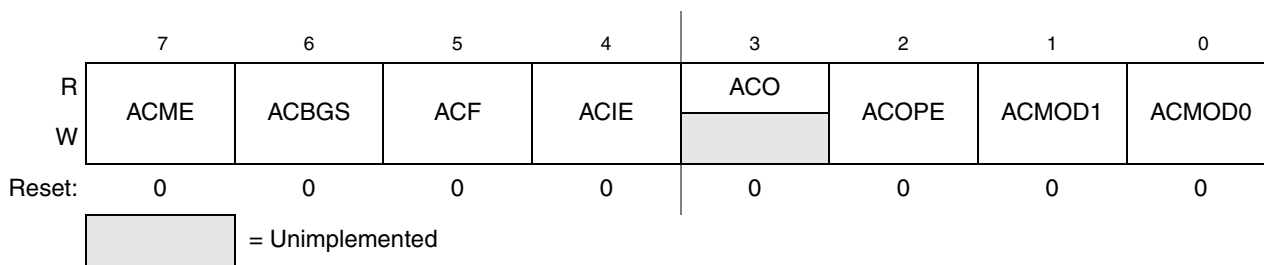 7 6 5 4 3 2 1 0
R ACME ACBGS ACF ACIE ACO ACOPE ACMOD1 ACMOD0
W
Reset: 0 0 0 0 0 0 0 0
= Unimplemented